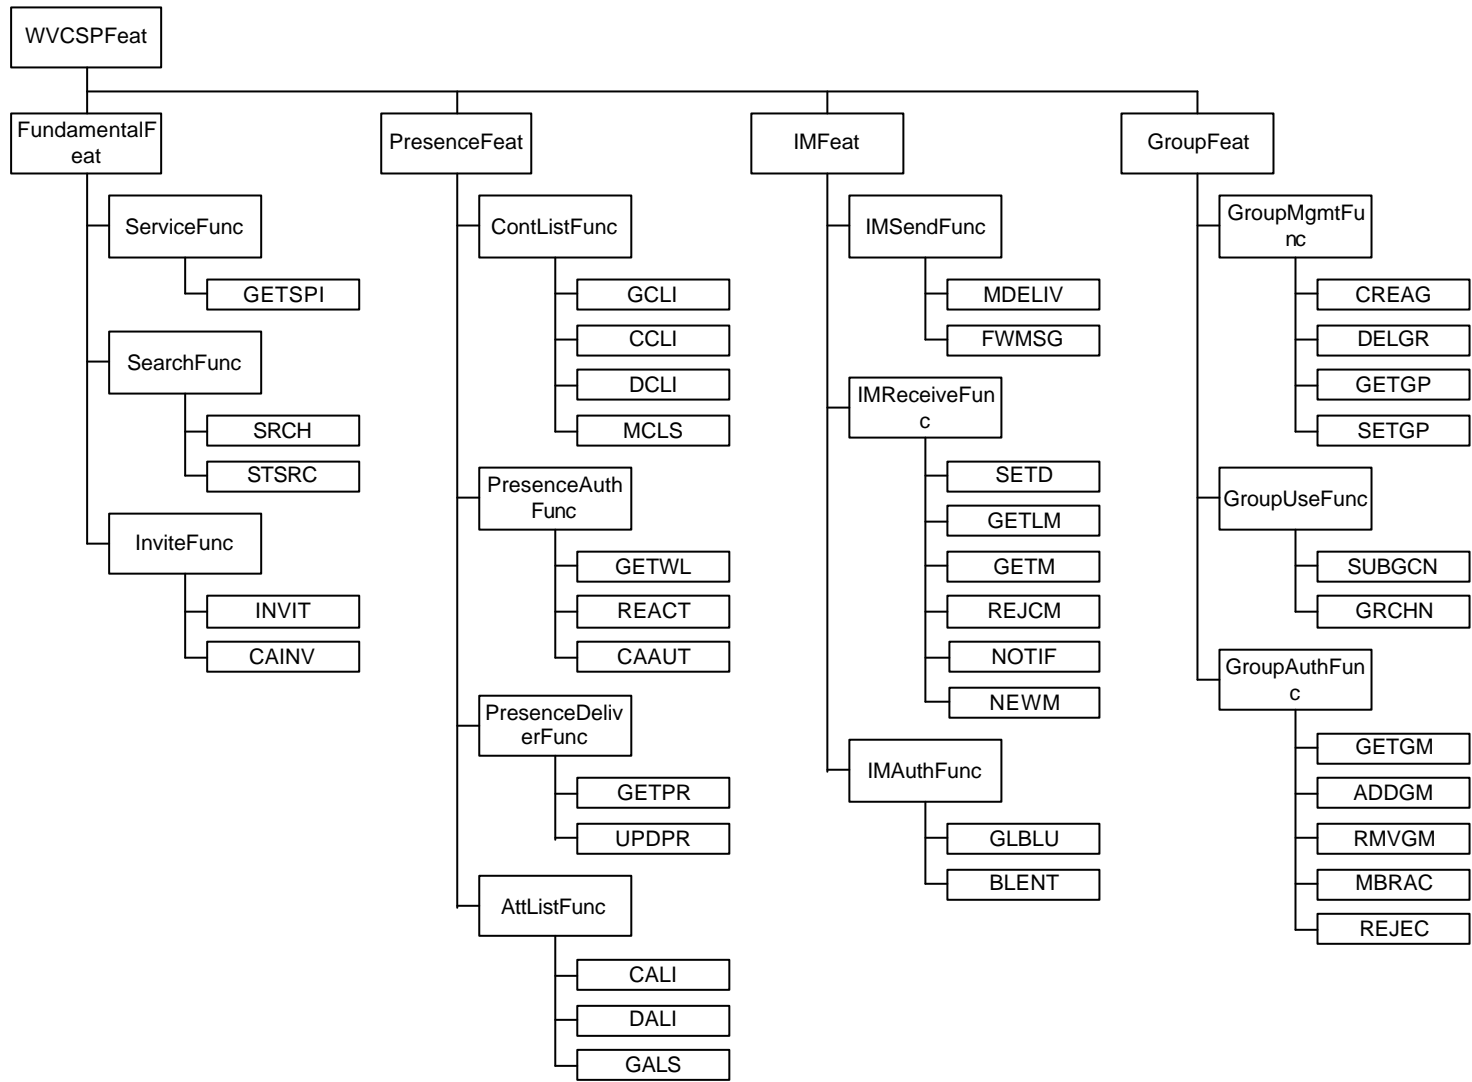 WVCSPFeat
FundamentalF
eat
ServiceFunc
GETSPI
SearchFunc
SRCH
STSRC
InviteFunc
INVIT
CAINV
PresenceFeat
ContListFunc
GCLI
CCLI
DCLI
MCLS
PresenceAuth
Func
GETWL
REACT
CAAUT
PresenceDeliv
erFunc
GETPR
UPDPR
AttListFunc
CALI
DALI
GALS
IMFeat
IMSendFunc
MDELIV
FWMSG
IMReceiveFun
c
SETD
GETLM
GETM
REJCM
NOTIF
NEWM
IMAuthFunc
GLBLU
BLENT
GroupFeat
GroupMgmtFu
nc
CREAG
DELGR
GETGP
SETGP
GroupUseFunc
SUBGCN
GRCHN
GroupAuthFun
c
GETGM
ADDGM
RMVGM
MBRAC
REJEC